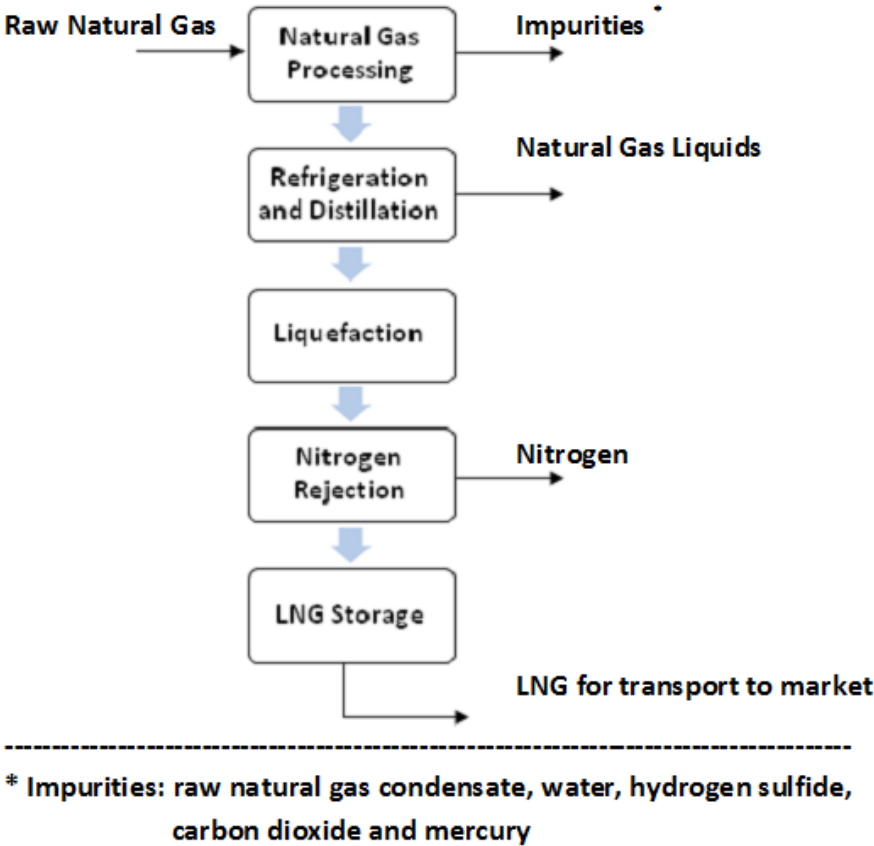 Raw Natural Gas
Natural Gas
Processing
Impurities *
Refrigeration
and Distillation
Natural Gas Liquids
Liquefaction
Nitrogen
Rejection
Nitrogen
LNG Storage
LNG for transport to market
* Impurities: raw natural gas condensate, water, hydrogen sulfide,
carbon dioxide and mercury